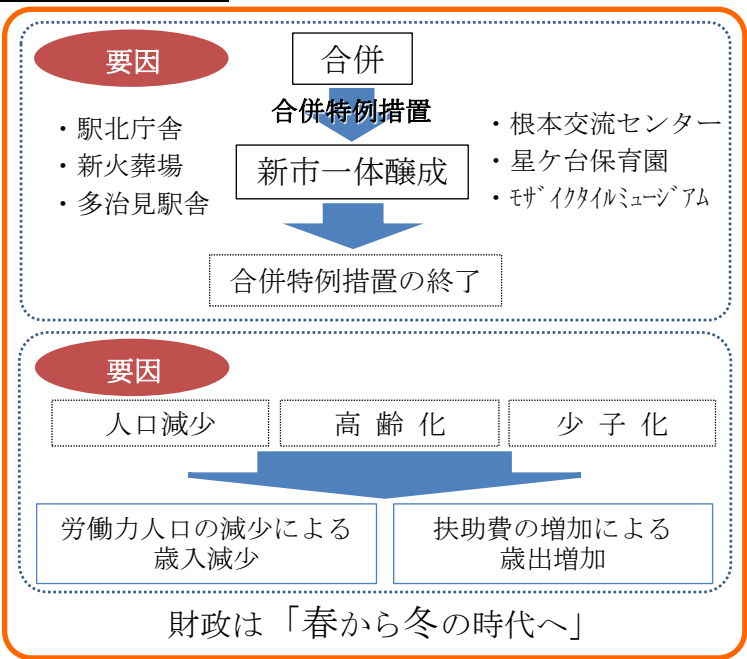 要因
合併
合併特例措置
・駅北庁舎
・新火葬場
・多治見駅舎
新市一体醸成
・根本交流センター
・星ケ台保育園
・ﾓｻﾞｲｸﾀｲﾙﾐｭｰｼﾞｱﾑ
合併特例措置の終了
要因
人口減少
高 齢 化
少 子 化
労働力人口の減少による
歳入減少
扶助費の増加による
歳出増加
財政は「春から冬の時代へ」